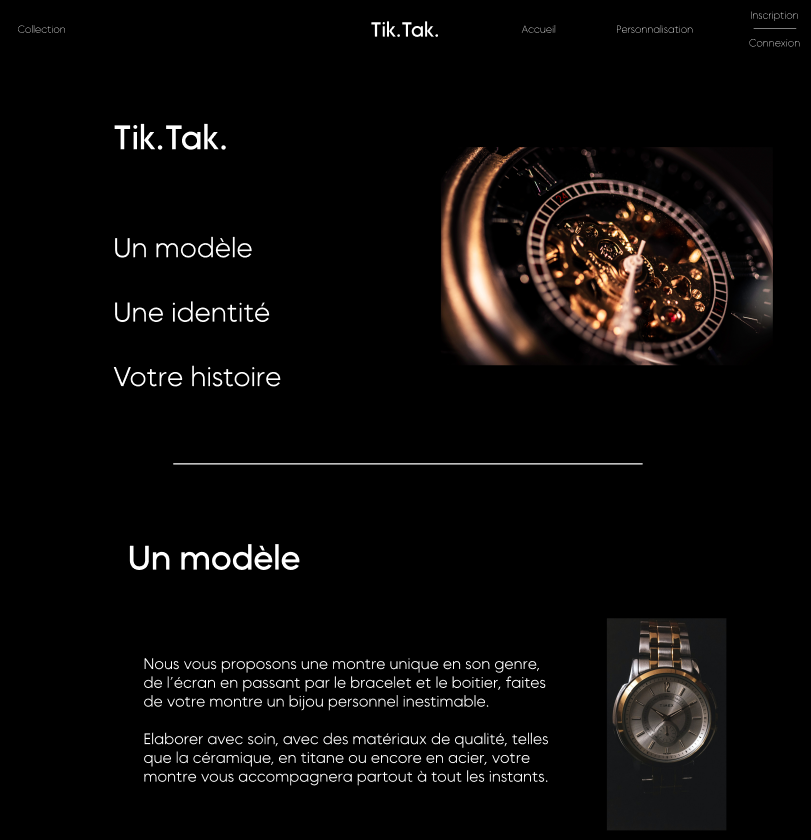 Collection
Tik.Tak.
Accueil
Personnalisation
Inscription
Connexion
Tik.Tak.
Un modèle
Une identité
Votre histoire
Un modèle
Nous vous proposons une montre unique en son genre,
de l'écran en passant par le bracelet et le boitier, faites
de votre montre un bijou personnel inestimable.
Elaborer avec soin, avec des matériaux de qualité, telles
que la céramique, en titane ou encore en acier, votre
montre vous accompagnera partout à tout les instants.